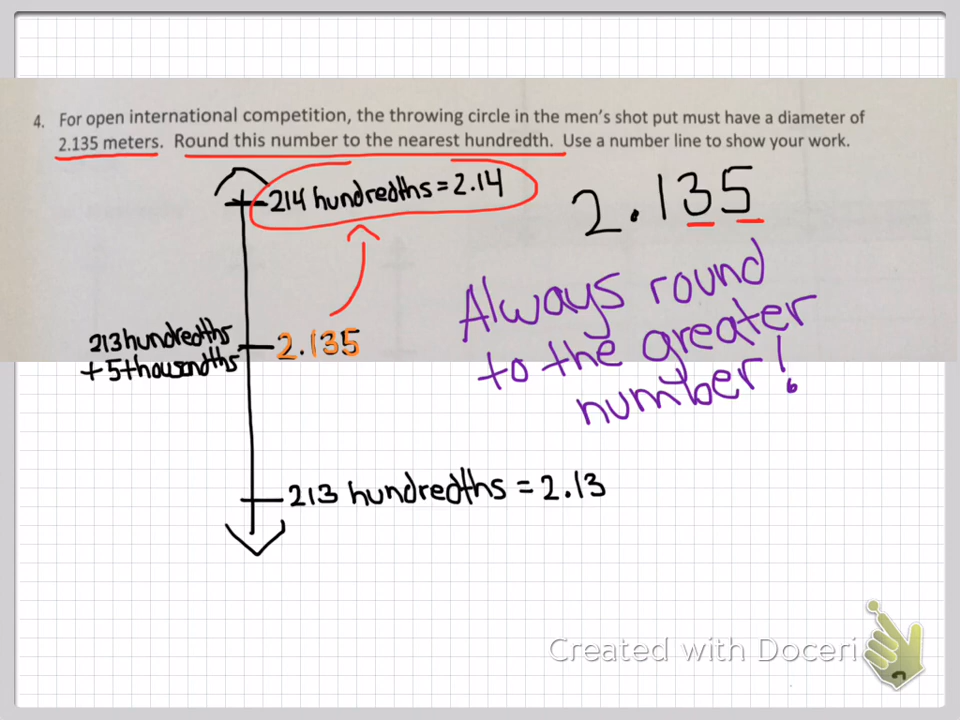 4. For open international competition, the throwing circle in the men's shot put must have a diameter of
2.135 meters. Round this number to the nearest hundredth. Use a number line to show your work.
214 hundredths = 2.14
2.135
Always round
to the greater
number!
213 hundredths
+ 5 thousandths
2.135
213 hundredths = 2.13
Created with Doceri